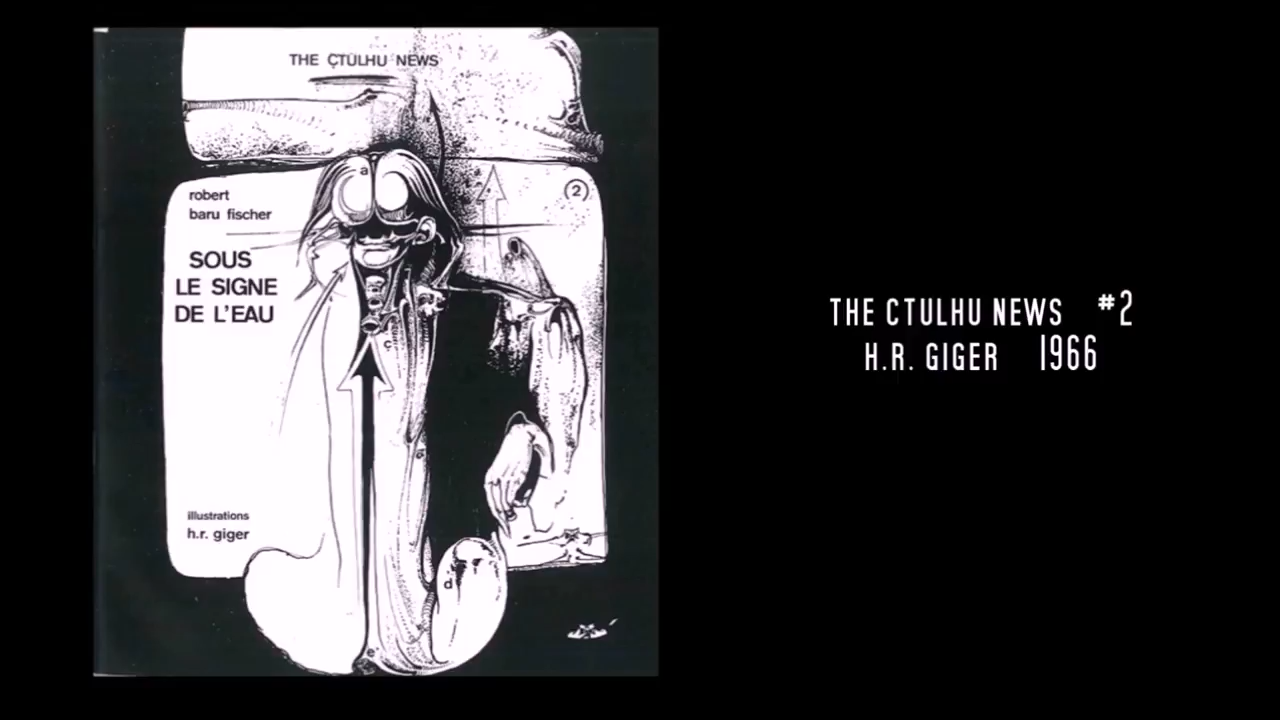 THE ÇTULHU NEWS
robert
baru fischer
(2)
SOUS
LE SIGNE
DE L'EAU
illustrations
h.r. giger
a
ç
d
e
THE CTULHU NEWS #2
H.R. GIGER 1966